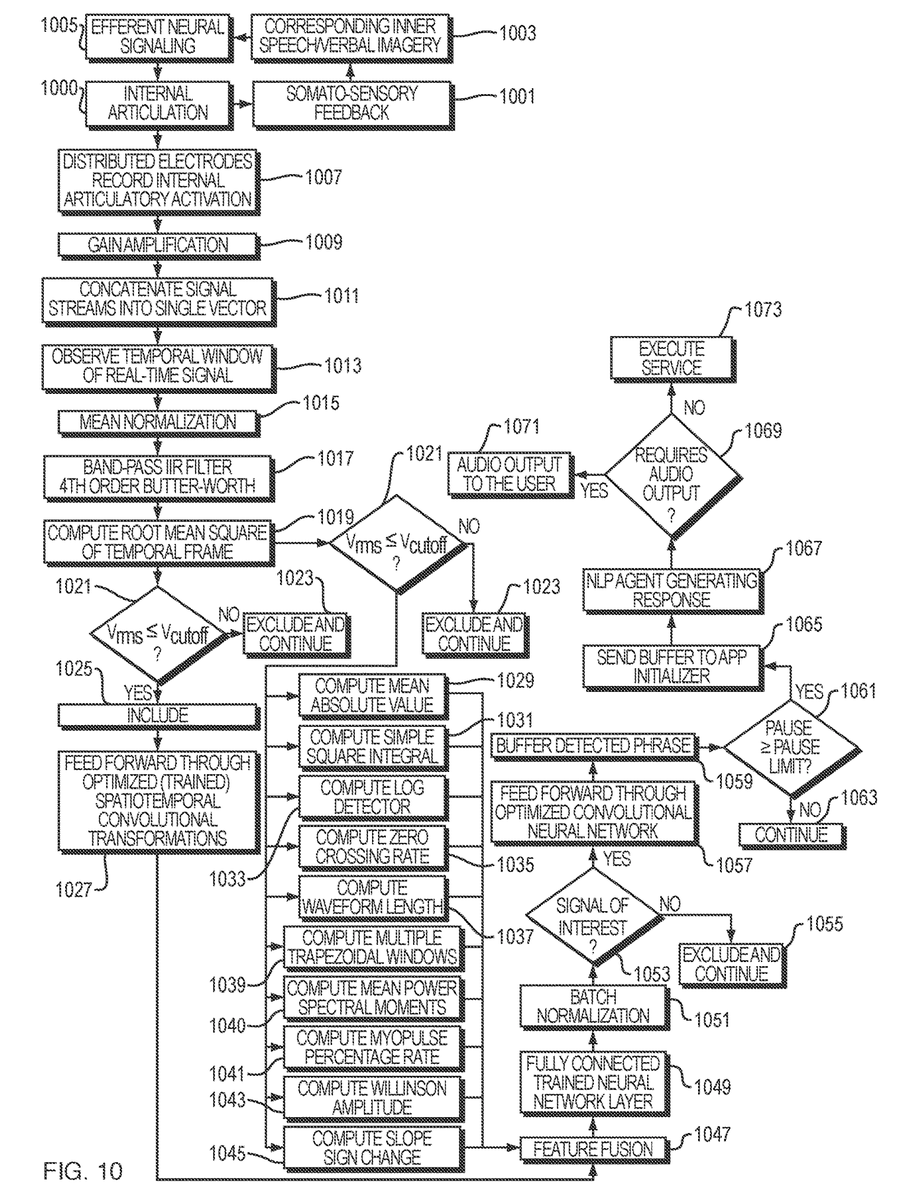 1005
EFFERENT NEURAL
SIGNALING
CORRESPONDING INNER
SPEECH/VERBAL IMAGERY
1003
1000
INTERNAL
ARTICULATION
SOMATO-SENSORY
FEEDBACK
1001
DISTRIBUTED ELECTRODES
RECORD INTERNAL
ARTICULATORY ACTIVATION
1007
GAIN AMPLIFICATION
1009
CONCATENATE SIGNAL
STREAMS INTO SINGLE VECTOR
1011
OBSERVE TEMPORAL WINDOW
OF REAL-TIME SIGNAL
1013
MEAN NORMALIZATION
1015
BAND-PASS IIR FILTER
4TH ORDER BUTTER-WORTH
1017
COMPUTE ROOT MEAN SQUARE
OF TEMPORAL FRAME
1019
1021
Vrms ≤ Vcutoff
?
NO
1023
EXCLUDE AND
CONTINUE
1021
Vrms ≤ Vcutoff
?
NO
1023
EXCLUDE AND
CONTINUE
YES
1025
INCLUDE
FEED FORWARD THROUGH
OPTIMIZED (TRAINED)
SPATIOTEMPORAL
CONVOLUTIONAL
TRANSFORMATIONS
1027
COMPUTE MEAN
ABSOLUTE VALUE
1029
COMPUTE SIMPLE
SQUARE INTEGRAL
1031
COMPUTE LOG
DETECTOR
1033
COMPUTE ZERO
CROSSING RATE
1035
COMPUTE
WAVEFORM LENGTH
1037
COMPUTE MULTIPLE
TRAPEZOIDAL WINDOWS
1039
COMPUTE MEAN POWER
SPECTRAL MOMENTS
1040
COMPUTE MYOPULSE
PERCENTAGE RATE
1041
COMPUTE WILLINSON
AMPLITUDE
1043
COMPUTE SLOPE
SIGN CHANGE
1045
FEATURE FUSION
1047
FULLY CONNECTED
TRAINED NEURAL
NETWORK LAYER
1049
BATCH
NORMALIZATION
1051
SIGNAL OF
INTEREST
?
1053
NO
1055
EXCLUDE AND
CONTINUE
YES
FEED FORWARD THROUGH
OPTIMIZED CONVOLUTIONAL
NEURAL NETWORK
1057
BUFFER DETECTED PHRASE
1059
PAUSE
≥ PAUSE
LIMIT?
1061
NO
1063
CONTINUE
YES
SEND BUFFER TO APP
INITIALIZER
1065
NLP AGENT GENERATING
RESPONSE
1067
REQUIRES
AUDIO
OUTPUT
?
1069
YES
1071
AUDIO OUTPUT
TO THE USER
NO
EXECUTE
SERVICE
1073
FIG. 10